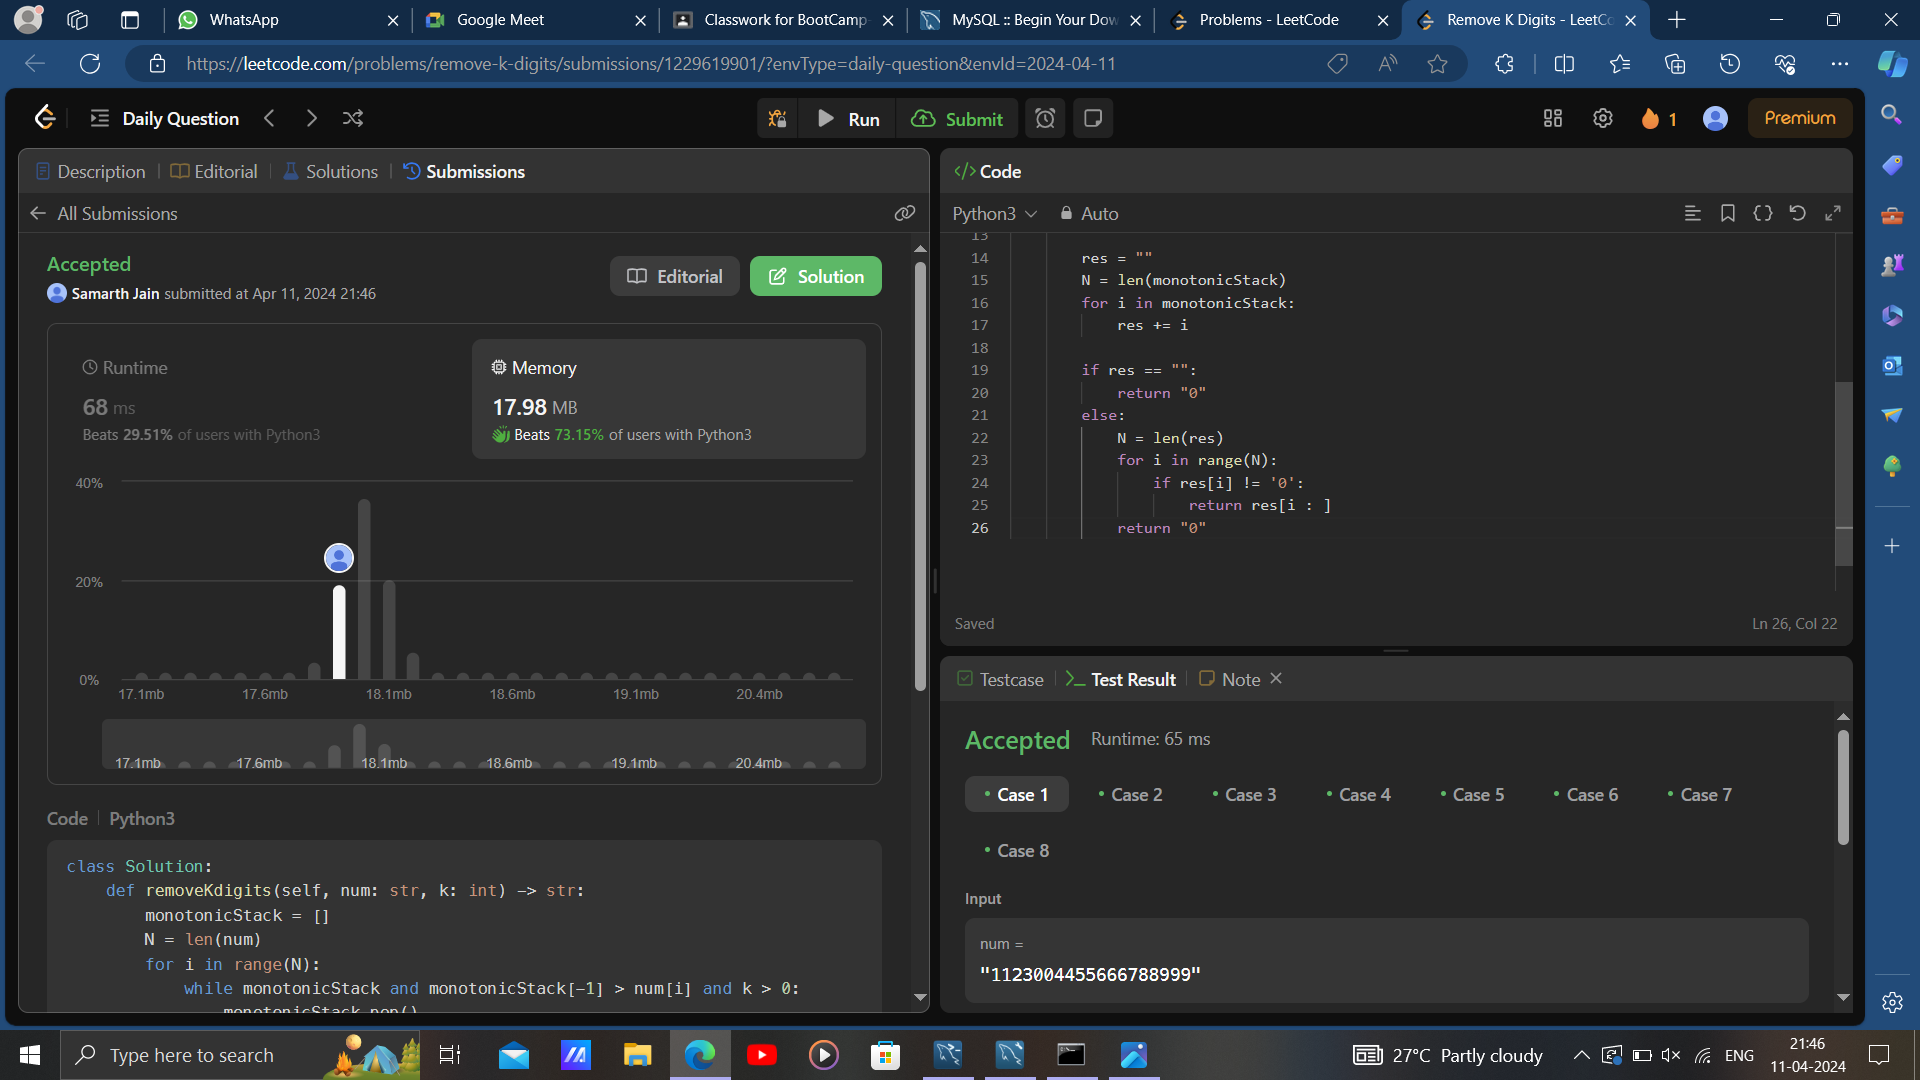 WhatsApp
Google Meet
Classwork for BootCamp-
MySQL :: Begin Your Dow
Problems - LeetCode
Remove K Digits - LeetCo
https://leetcode.com/problems/remove-k-digits/submissions/1229619901/?envType=daily-question&envId=2024-04-11
Daily Question
Run
Submit
1
Premium
Description
Editorial
Solutions
Submissions
All Submissions
Accepted
Samarth Jain submitted at Apr 11, 2024 21:46
Editorial
Solution
Runtime
68 ms
Beats 29.51% of users with Python3
Memory
17.98 MB
Beats 73.15% of users with Python3
40%
20%
0%
17.1mb 17.6mb 18.1mb 18.6mb 19.1mb 20.4mb
17.1mb 17.6mb 18.1mb 18.6mb 19.1mb 20.4mb
Code | Python3
class Solution:
def removeKdigits(self, num: str, k: int) -> str:
monotonicStack = []
N = len(num)
for i in range(N):
while monotonicStack and monotonicStack[-1] > num[i] and k > 0:
monotonicStack.pop()
</> Code
Python3
Auto
13
14 res = ""
15 N = len(monotonicStack)
16 for i in monotonicStack:
17 res += i
18
19 if res == "":
20 return "0"
21 else:
22 N = len(res)
23 for i in range(N):
24 if res[i] != '0':
25 return res[i : ]
26 return "0"
Saved
Ln 26, Col 22
Testcase
Test Result
Note
Accepted
Runtime: 65 ms
Case 1
Case 2
Case 3
Case 4
Case 5
Case 6
Case 7
Case 8
Input
num =
"1123004455666788999"
Type here to search
27°C Partly cloudy
ENG
21:46
11-04-2024